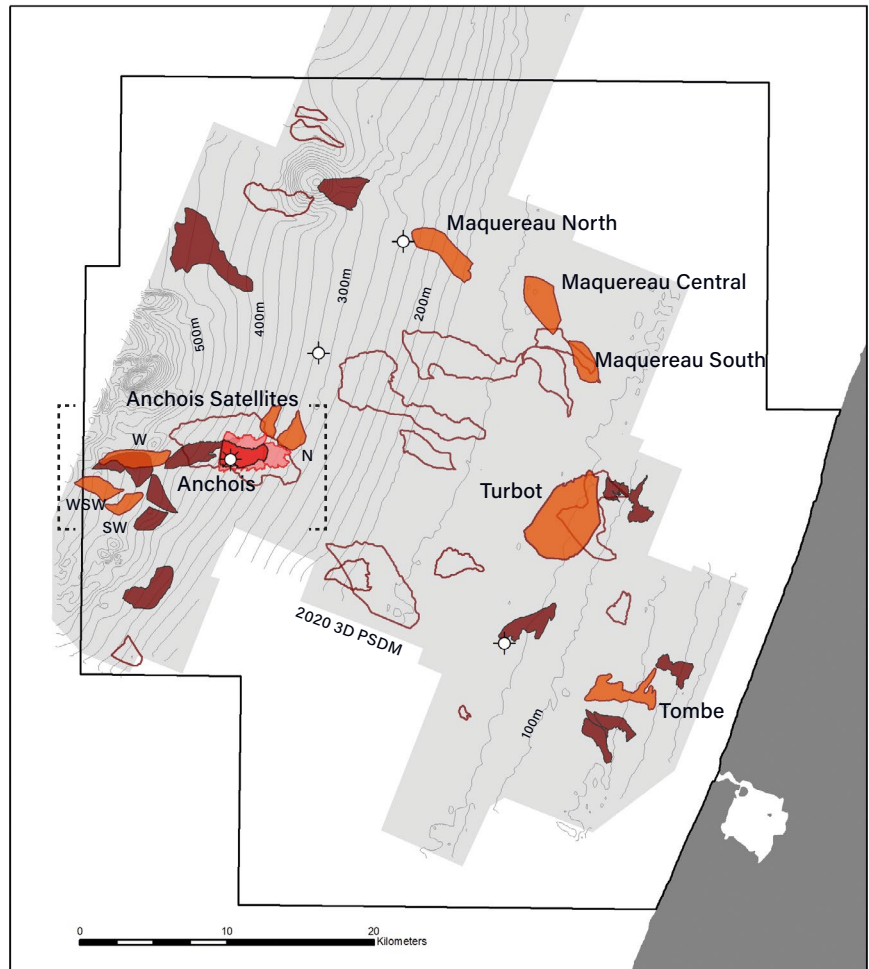 Maquereau North
Maquereau Central
300m
200m
400m
500m
Maquereau South
Anchois Satellites
W
N
Anchois
Turbot
WSW
SW
2020 3D PSDM
Tombe
100m
0 10 20
Kilometers